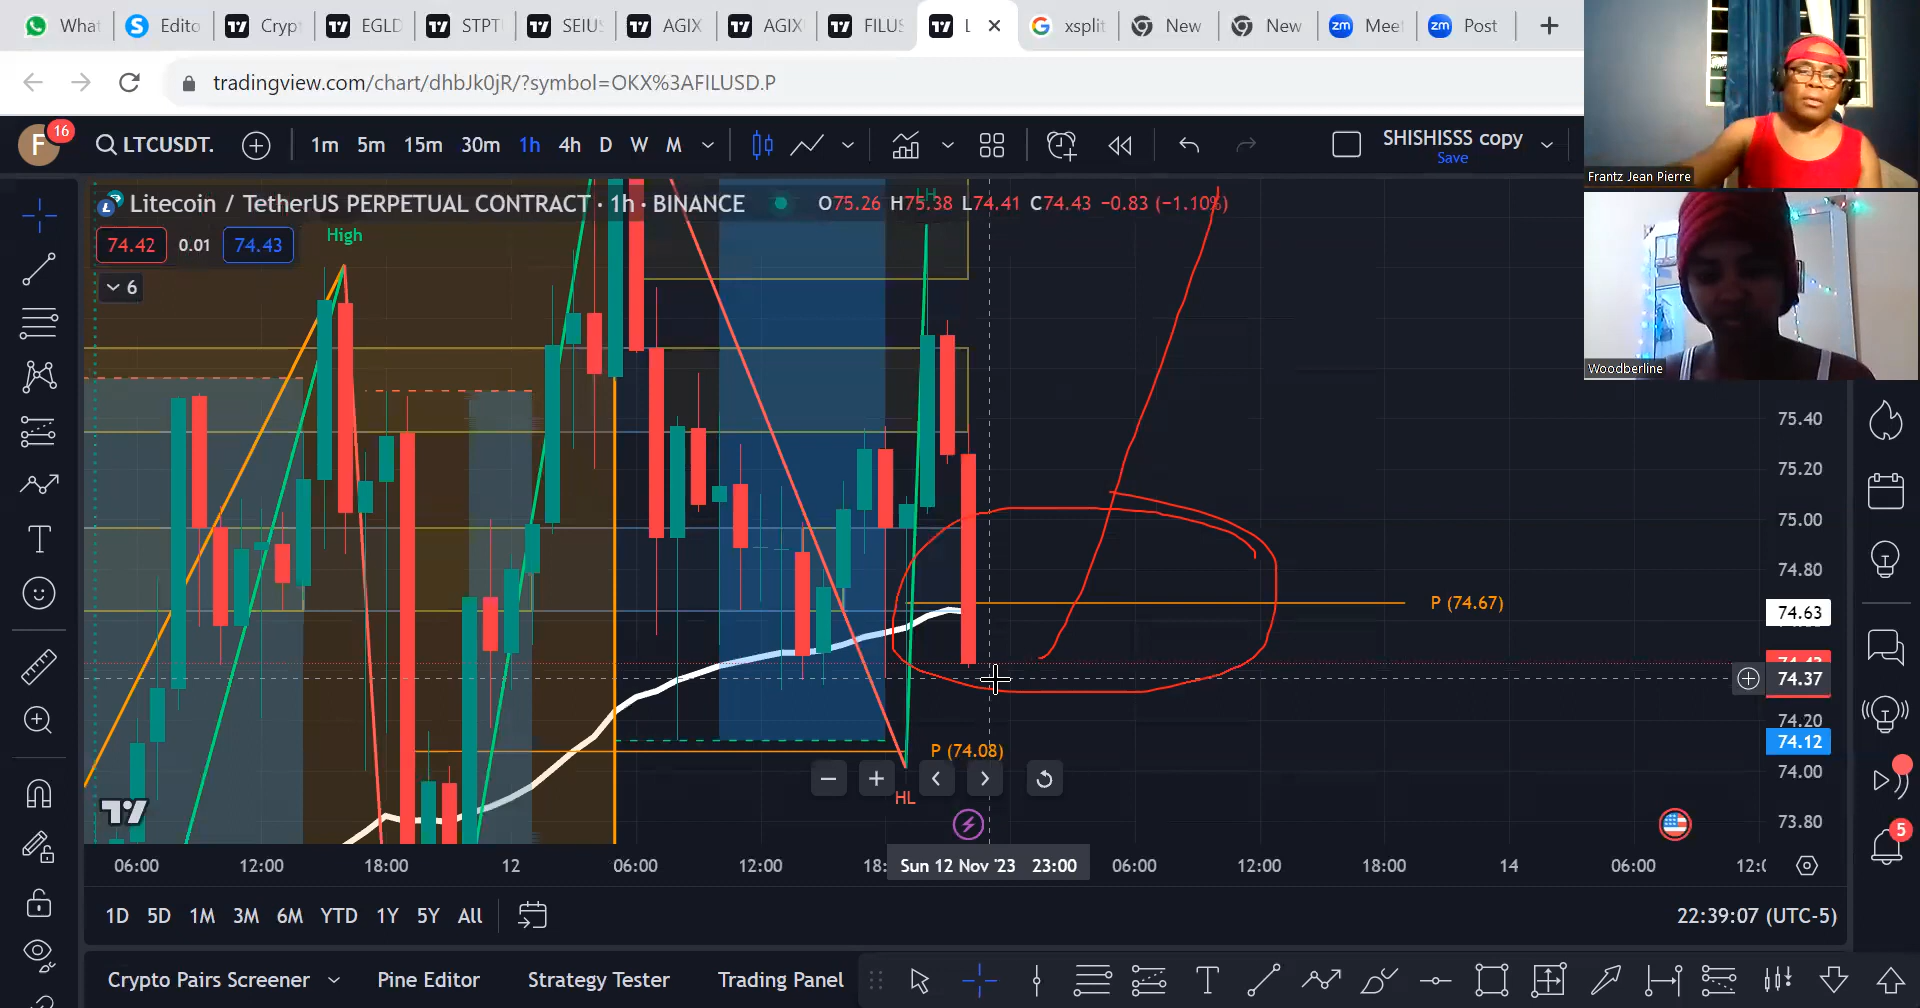 What Edito Crypt EGLD STPT SEIUS AGIX AGIX FILUS L xsplit New New Meet Post
tradingview.com/chart/dhbJk0jR/?symbol=OKX%3AFILUSD.P
F 16 LTCUSDT. 1m 5m 15m 30m 1h 4h D W M SHISHISSS copy
Save
Frantz Jean Pierre
Litecoin / TetherUS PERPETUAL CONTRACT · 1h · BINANCE O75.26 H75.38 L74.41 C74.43 −0.83 (−1.10%)
LH
74.42 0.01 74.43
High
6
Woodberline
75.40
75.20
75.00
74.80
P (74.67)
74.63
74.37
74.20
74.12
P (74.08)
74.00
HL
73.80
5
06:00 12:00 18:00 12 06:00 12:00 18: Sun 12 Nov '23 23:00 06:00 12:00 18:00 14 06:00
1D 5D 1M 3M 6M YTD 1Y 5Y All 22:39:07 (UTC-5)
Crypto Pairs Screener Pine Editor Strategy Tester Trading Panel